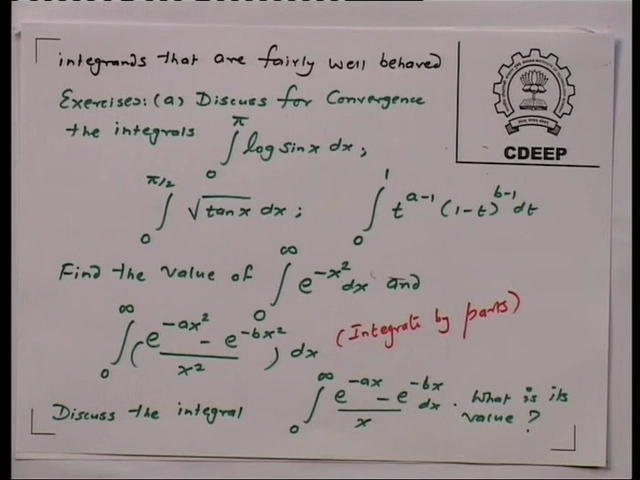 integrands that are fairly well behaved
Exercises: (a) Discuss for Convergence
the integrals ∫₀^π log sin x dx;
CDEEP
∫₀^{π/2} √(tan x) dx; ∫₀^1 t^{a-1} (1-t)^{b-1} dt
Find the value of ∫₀^∞ e^{-x²} dx and
∫₀^∞ (e^{-ax²} - e^{-bx²} / x²) dx (Integrate by parts)
Discuss the integral ∫₀^∞ e^{-ax} - e^{-bx} / x dx. What is its
value?